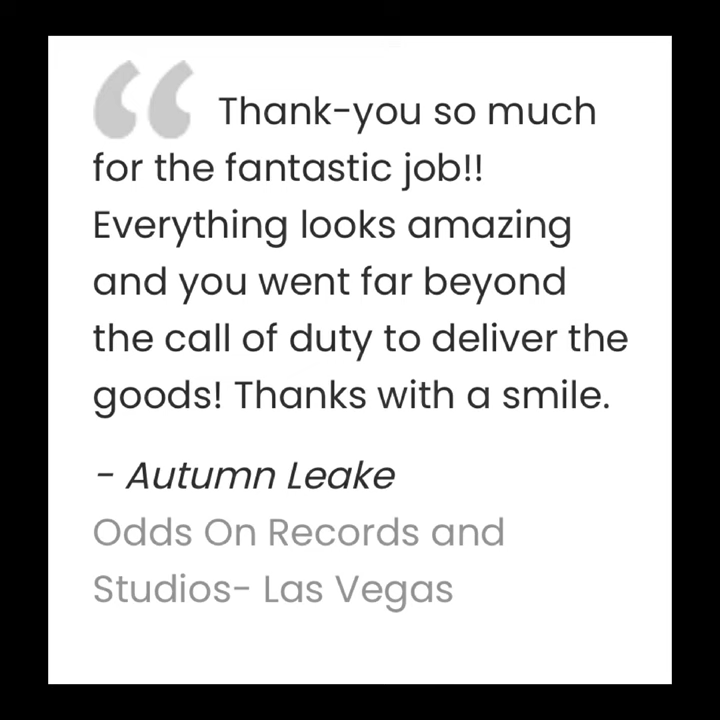 “ Thank-you so much
for the fantastic job!!
Everything looks amazing
and you went far beyond
the call of duty to deliver the
goods! Thanks with a smile.
- Autumn Leake
Odds On Records and
Studios- Las Vegas